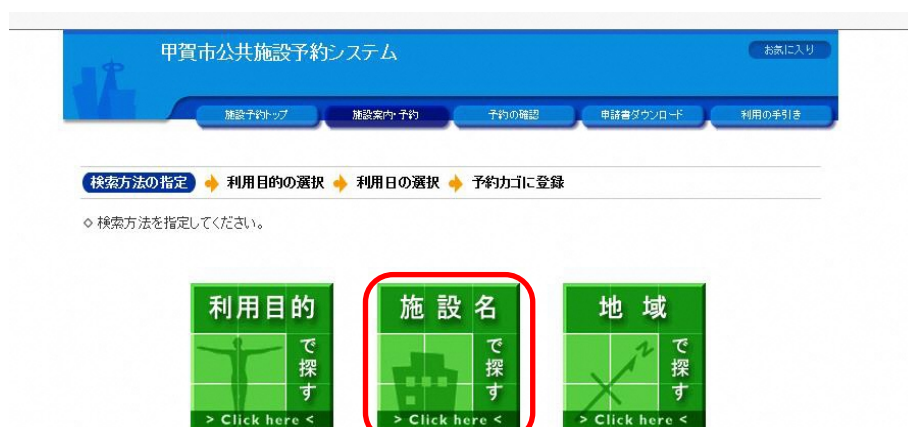 甲賀市公共施設予約システム
お気に入り
施設予約トップ 施設案内・予約 予約の確認 申請書ダウンロード 利用の手引き
検索方法の指定 利用目的の選択 利用日の選択 予約カゴに登録
◇ 検索方法を指定してください。
利用目的 で探す > Click here <
施設名 で探す > Click here <
地域 で探す > Click here <